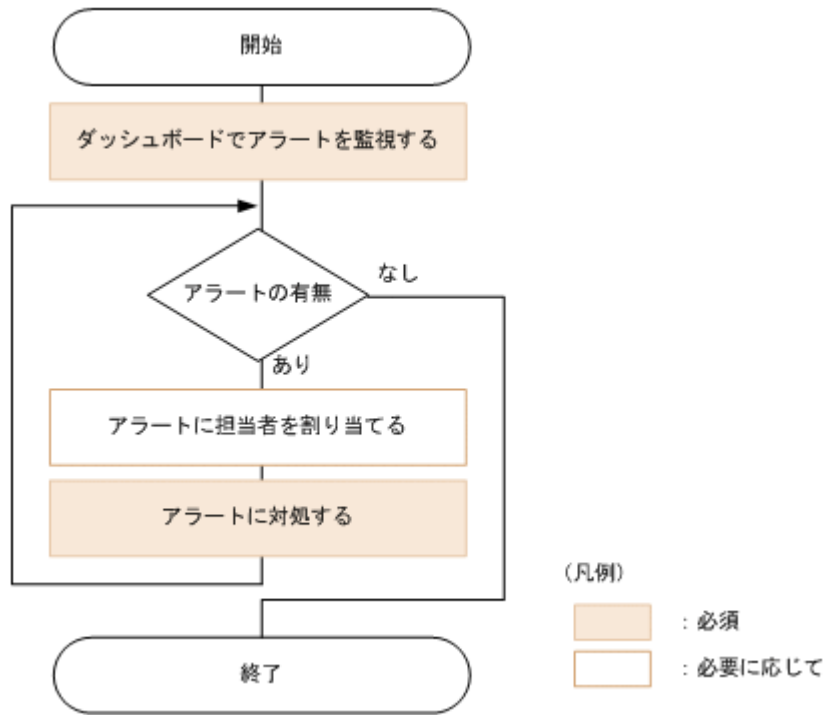 開始
ダッシュボードでアラートを監視する
アラートの有無
なし
あり
アラートに担当者を割り当てる
アラートに対処する
(凡例)
：必須
：必要に応じて
終了